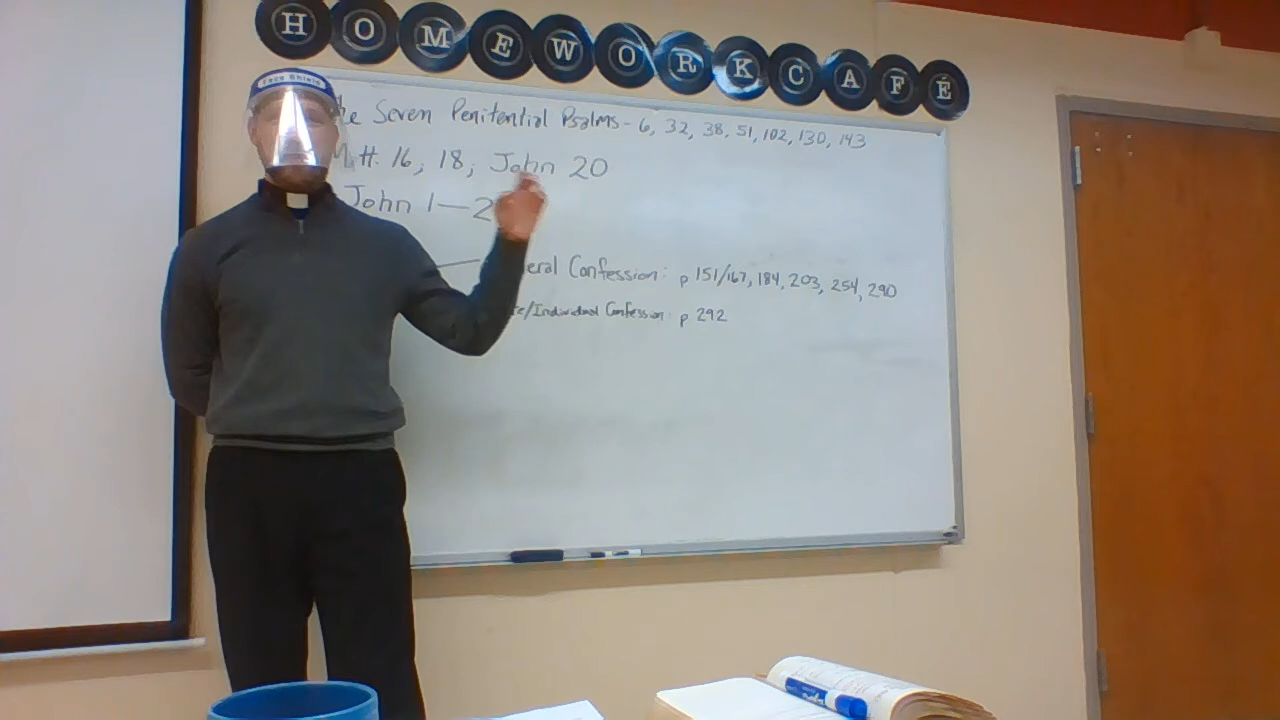 HOMEWORKCAFÉ
Face Shield
he Seven Penitential Psalms - 6, 32, 38, 51, 102, 130, 143
Mt. 16, 18; John 20
John 1—2
eral Confession: p 151/167, 184, 203, 254, 290
te/Individual Confession: p 292